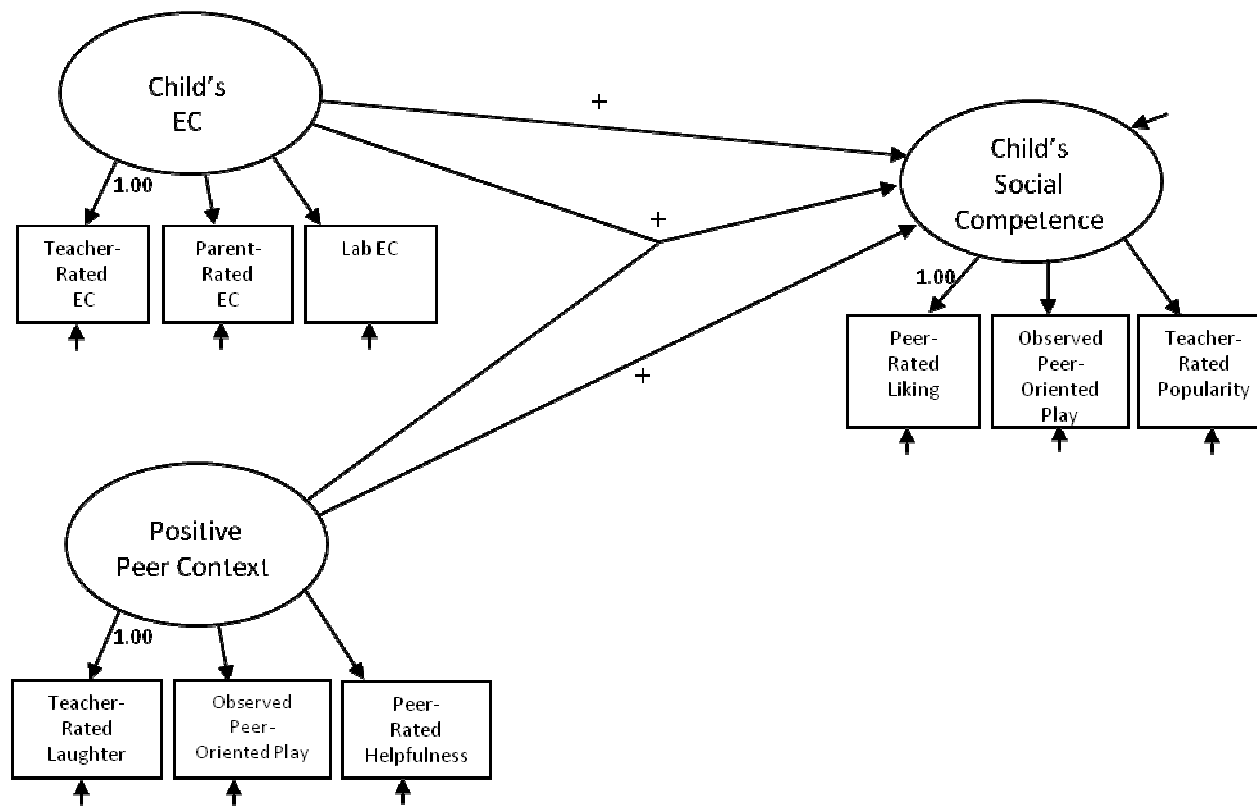 Child’s
EC
+
Child’s
Social
Competence
1.00
Teacher-
Rated
EC
Parent-
Rated
EC
Lab EC
+
1.00
Peer-
Rated
Liking
Observed
Peer-
Oriented
Play
Teacher-
Rated
Popularity
+
Positive
Peer Context
1.00
Teacher-
Rated
Laughter
Observed
Peer-
Oriented Play
Peer-
Rated
Helpfulness